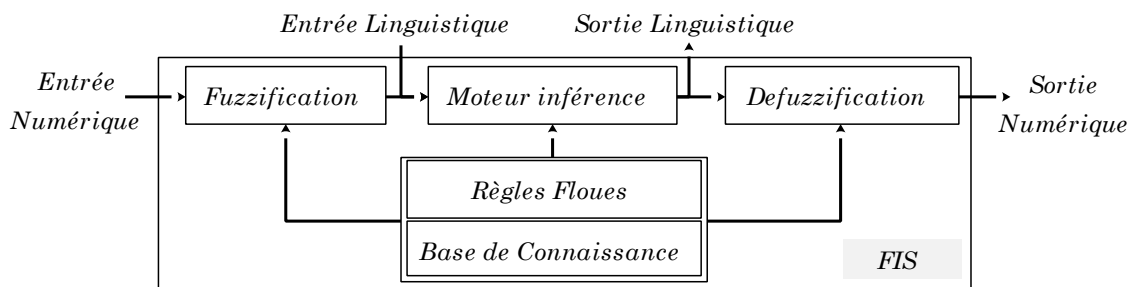 Entrée Linguistique
Sortie Linguistique
Entrée
Numérique
Fuzzification
Moteur inférence
Defuzzification
Sortie
Numérique
Règles Floues
Base de Connaissance
FIS